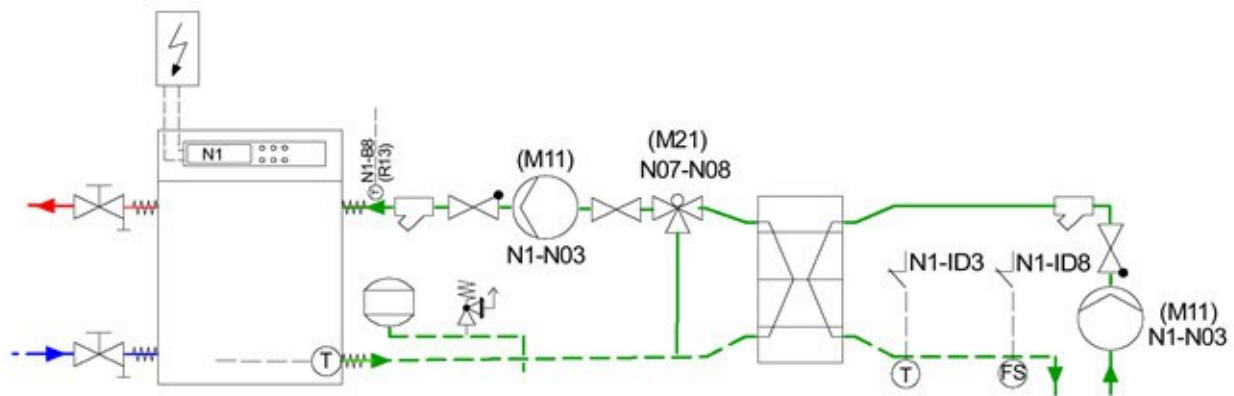 N1
N1-B8
(R13)
T
(M11)
N1-N03
(M21)
N07-N08
T
N1-ID3
N1-ID8
T
FS
(M11)
N1-N03